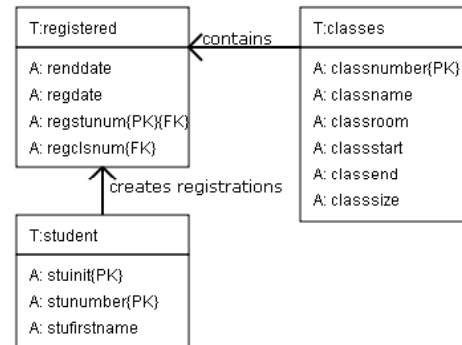 T:registered
A: renddate
A: regdate
A: regstunum{PK}{FK}
A: regclsnum{FK}
contains
T:classes
A: classnumber{PK}
A: classname
A: classroom
A: classstart
A: classend
A: classsize
creates registrations
T:student
A: stuinit{PK}
A: stunumber{PK}
A: stufirstname